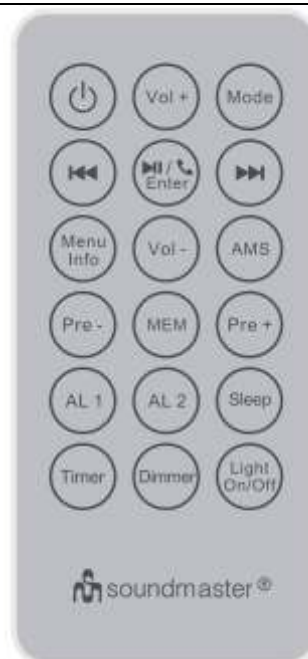 Vol + Mode
Enter
Menu Info Vol - AMS
Pre - MEM Pre +
AL 1 AL 2 Sleep
Timer Dimmer Light On/Off
soundmaster ®